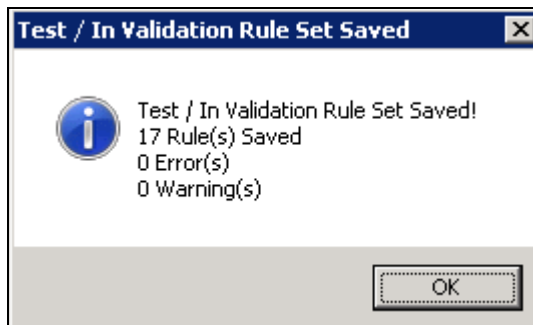 Test / In Validation Rule Set Saved
Test / In Validation Rule Set Saved!
17 Rule(s) Saved
0 Error(s)
0 Warning(s)
OK